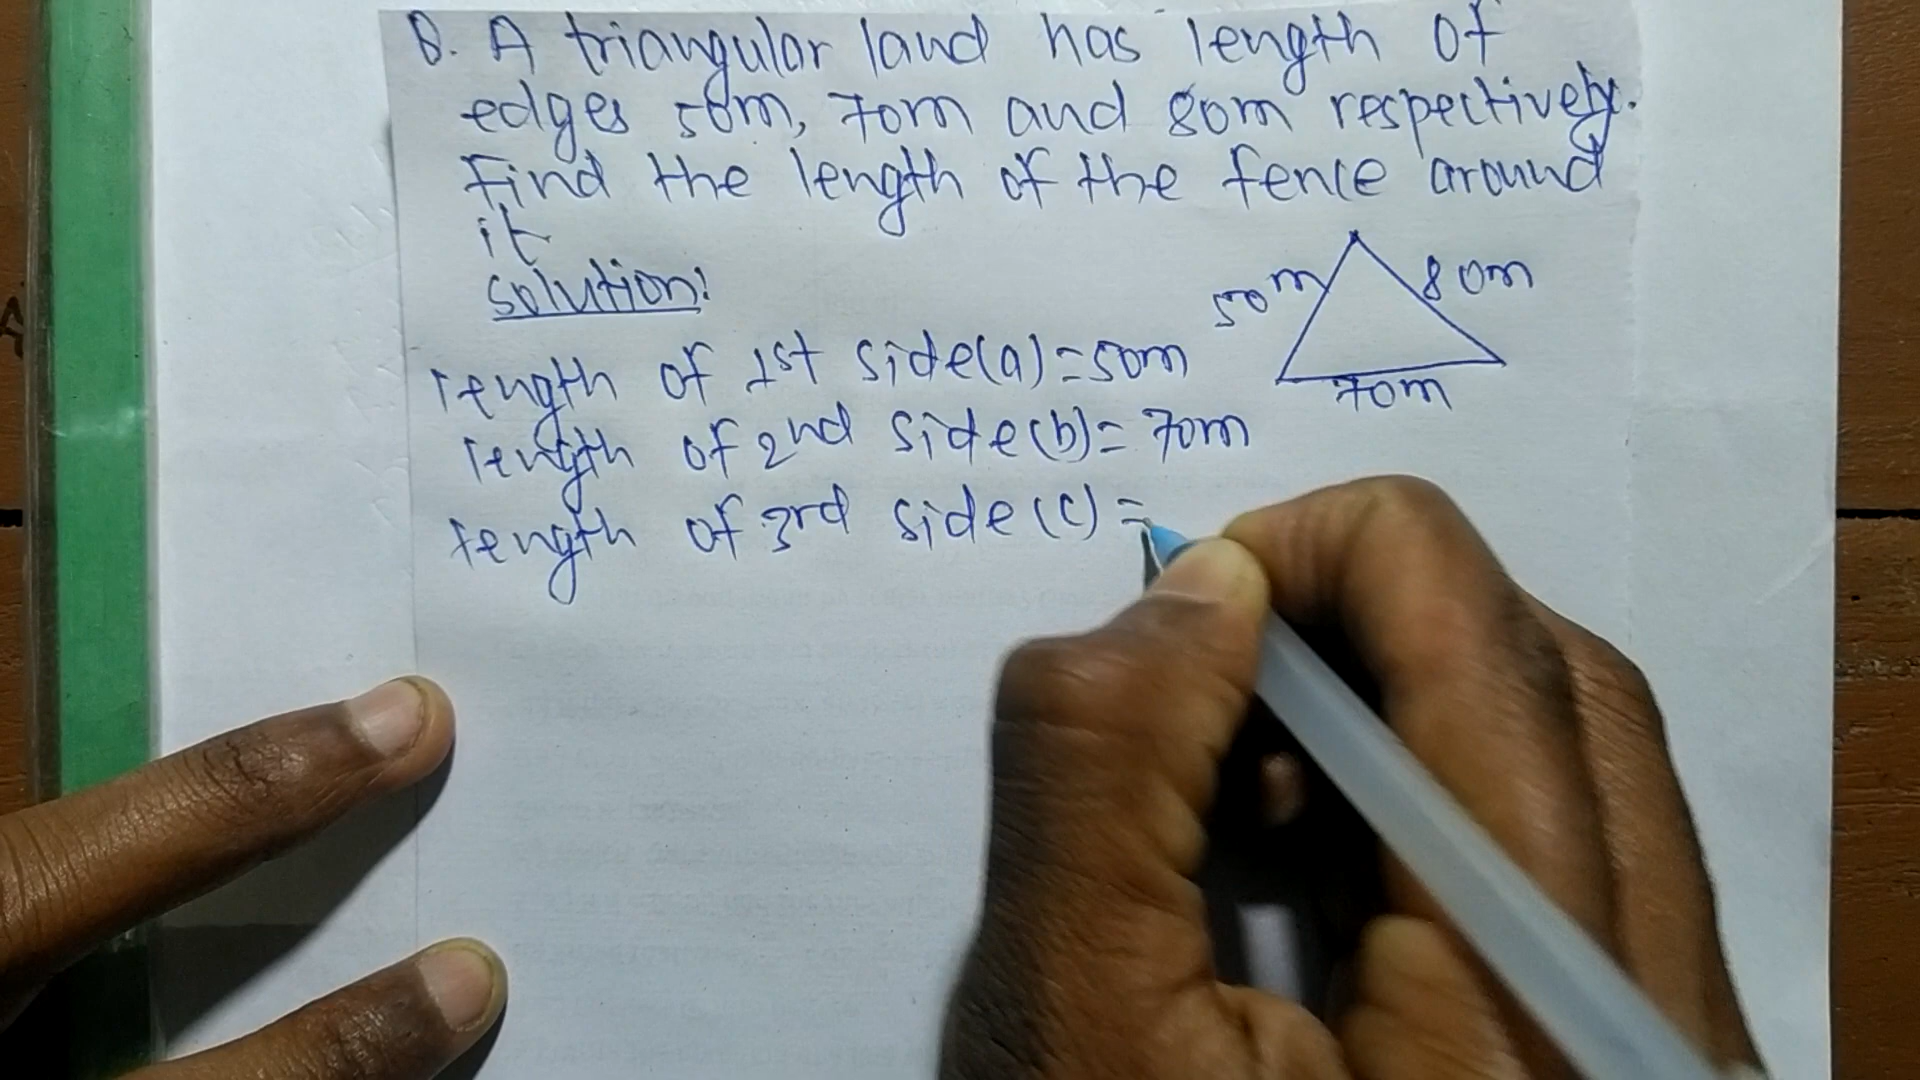 Q. A triangular land has length of
edges 50m, 70m and 80m respectively.
Find the length of the fence around
it
solution:
50m
80m
70m
length of 1st side(a)=50m
length of 2nd side(b)= 70m
length of 3rd side(c)=